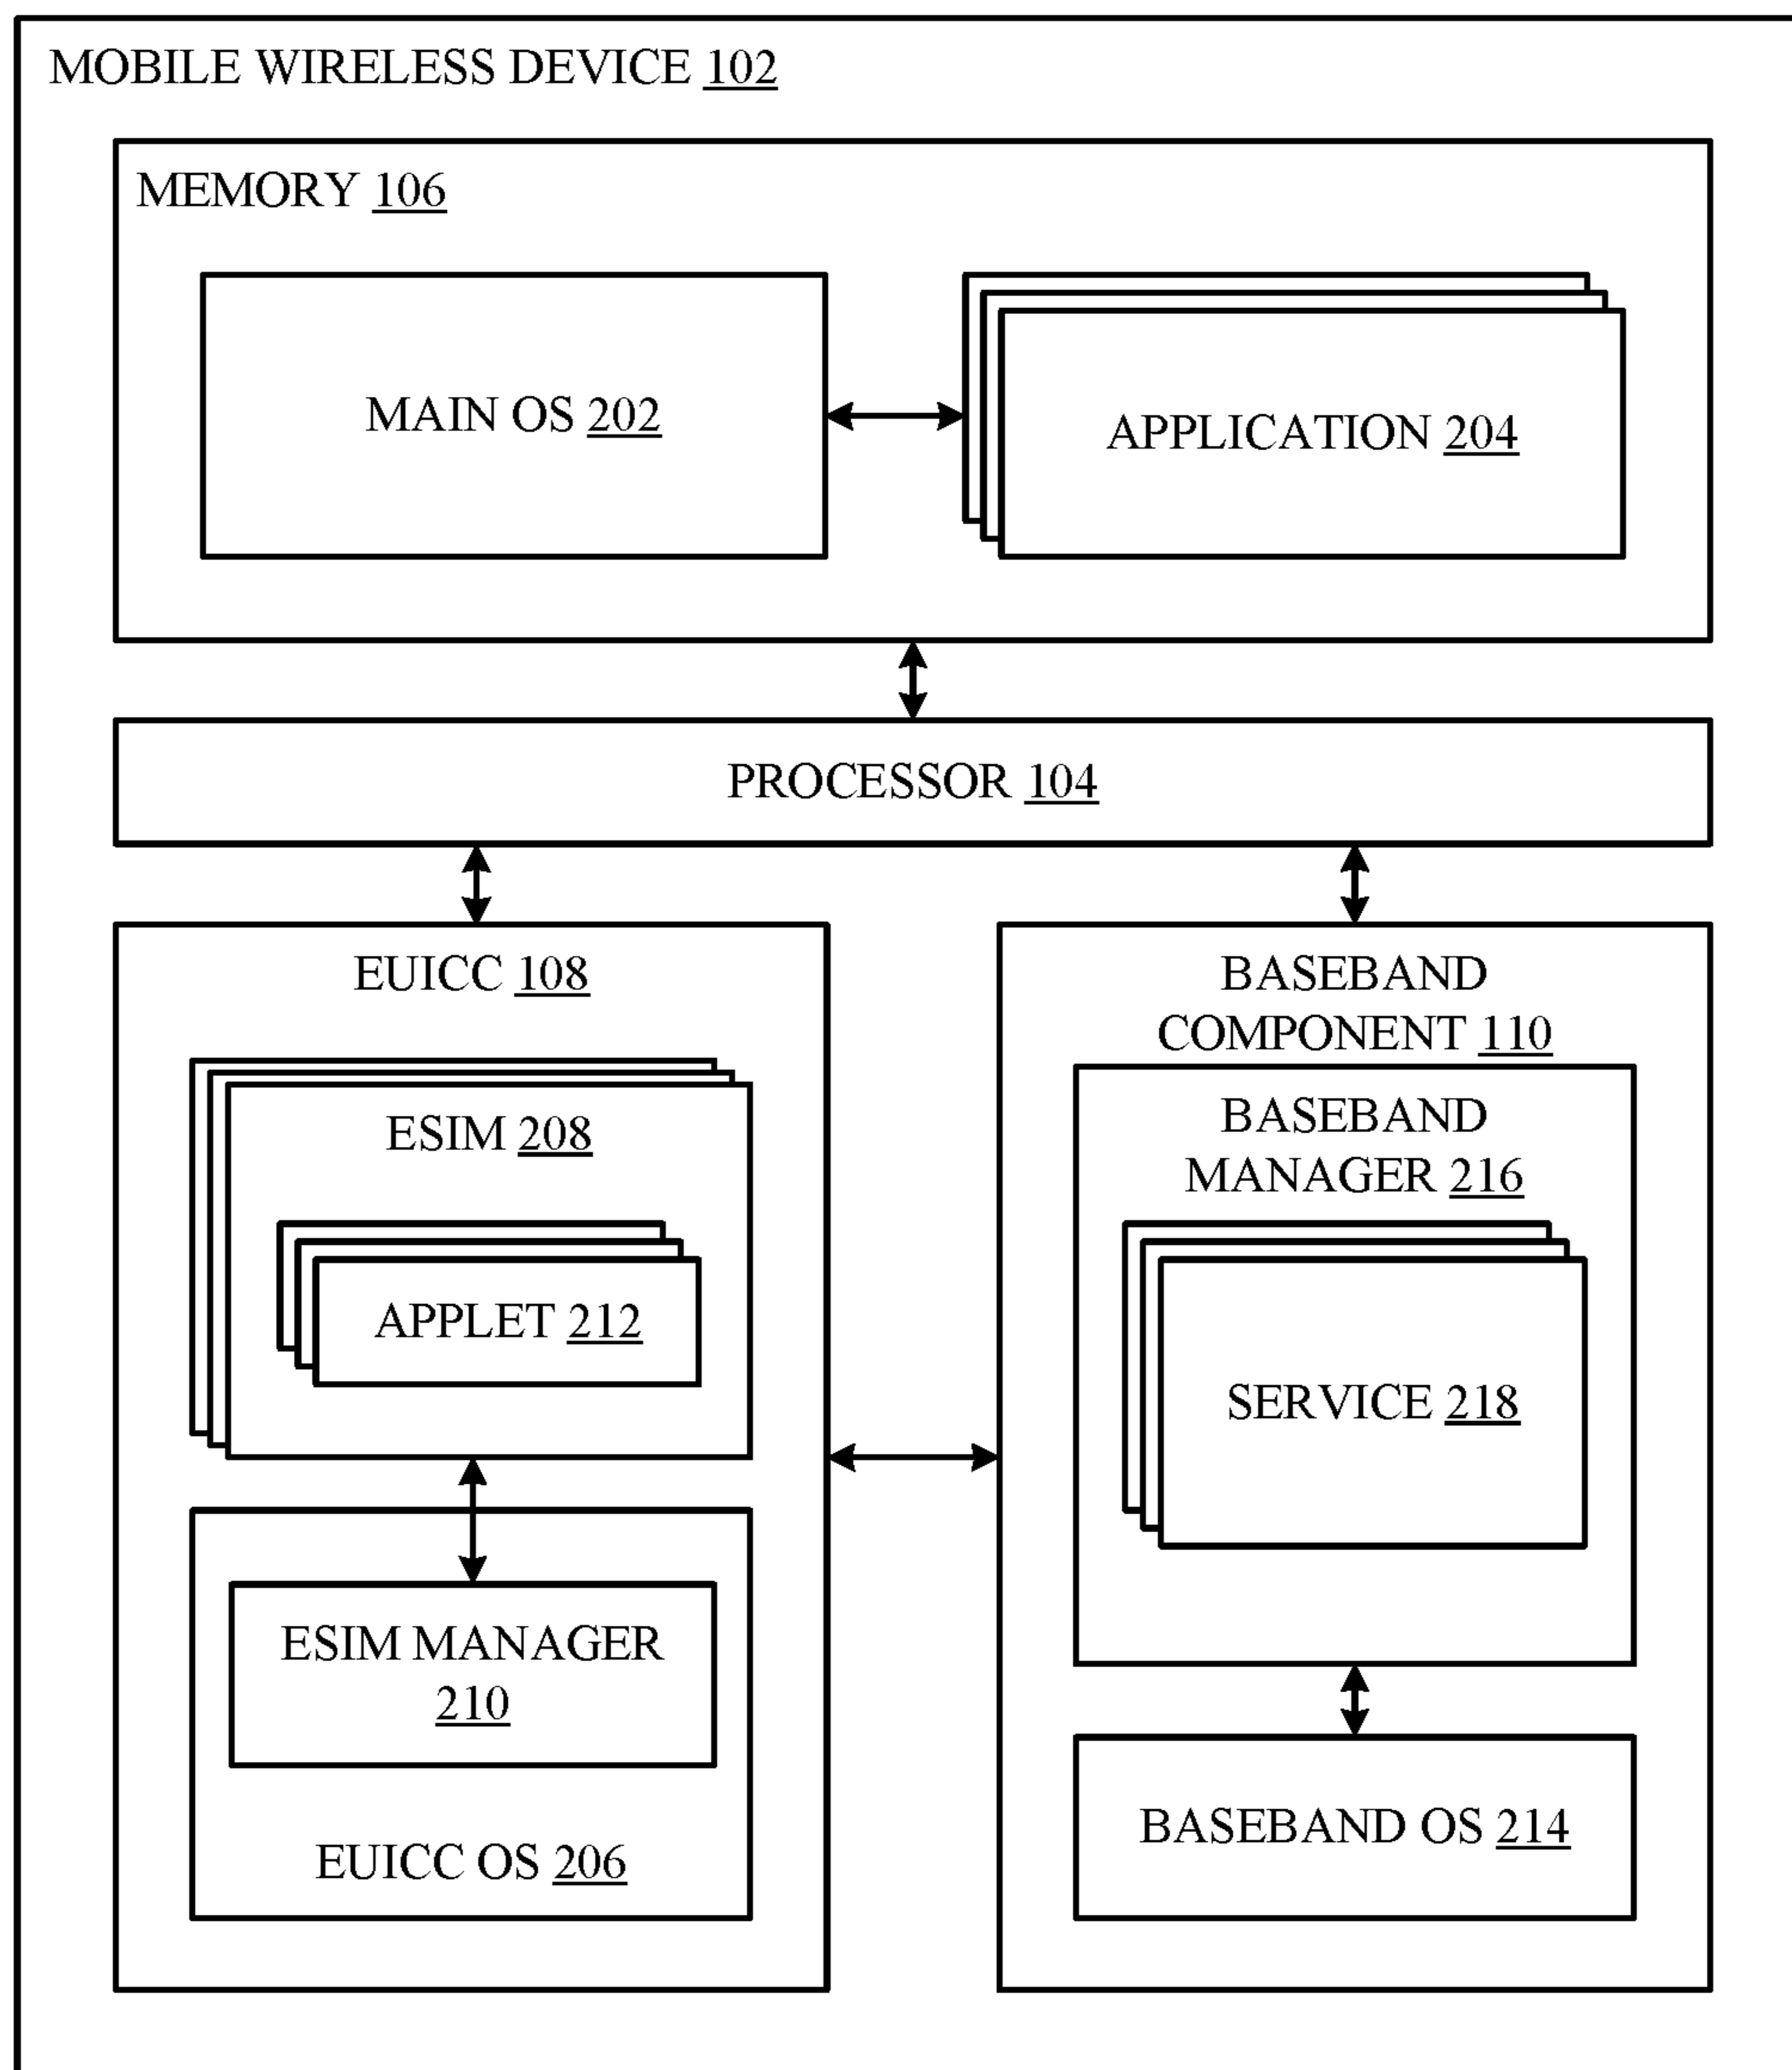 MOBILE WIRELESS DEVICE 102
MEMORY 106
MAIN OS 202
APPLICATION 204
PROCESSOR 104
EUICC 108
ESIM 208
APPLET 212
ESIM MANAGER
210
EUICC OS 206
BASEBAND
COMPONENT 110
BASEBAND
MANAGER 216
SERVICE 218
BASEBAND OS 214